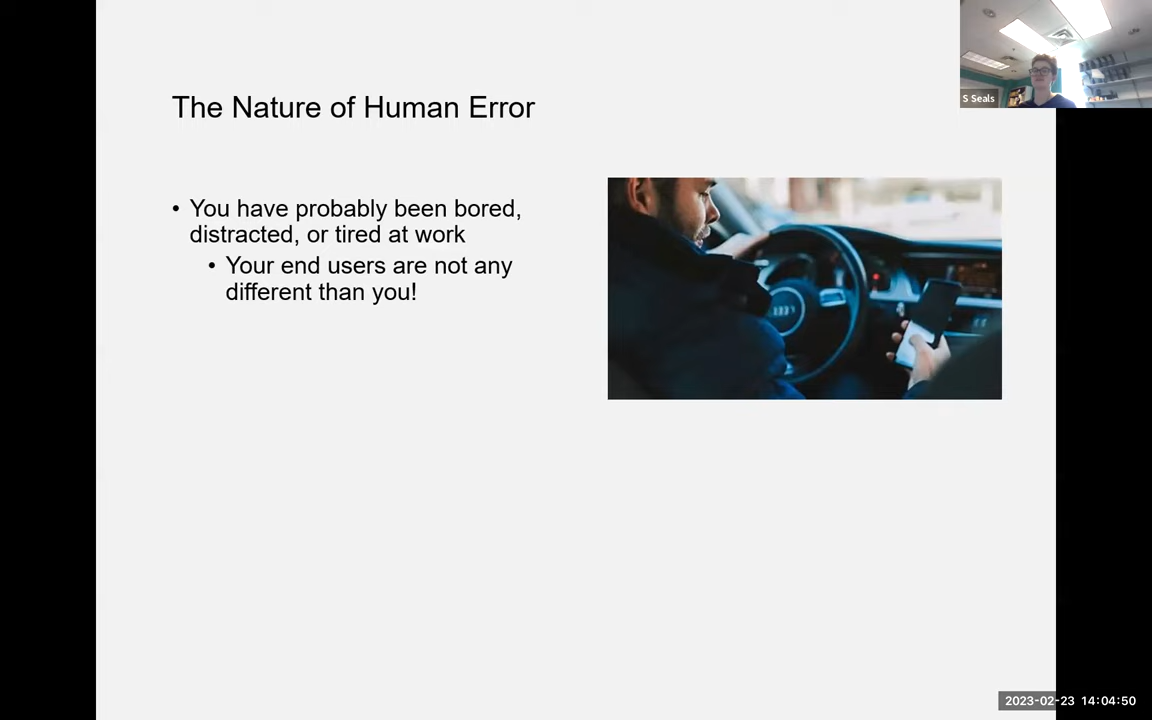 S Seals
The Nature of Human Error
• You have probably been bored,
distracted, or tired at work
• Your end users are not any
different than you!
2023-02-23 14:04:50